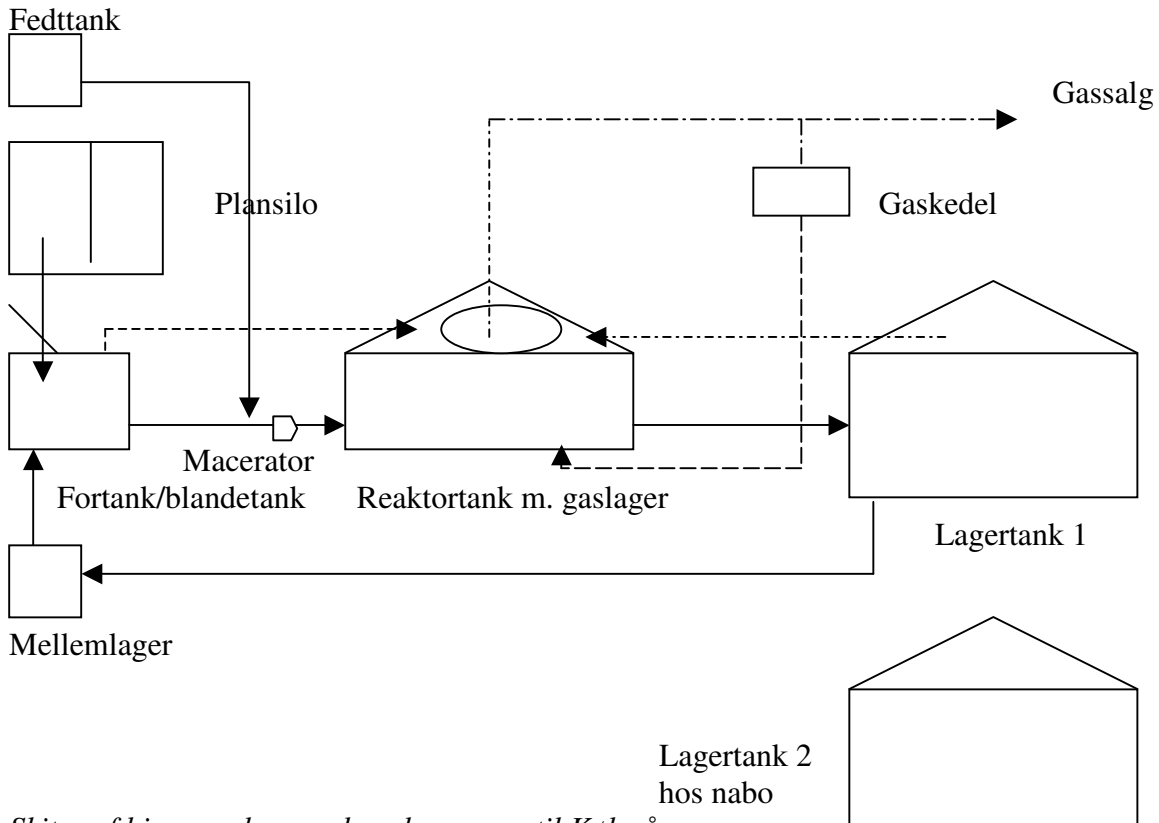 Fedttank
Gassalg
Plansilo
Gaskedel
Macerator
Fortank/blandetank
Reaktortank m. gaslager
Lagertank 1
Mellemlager
Lagertank 2
hos nabo